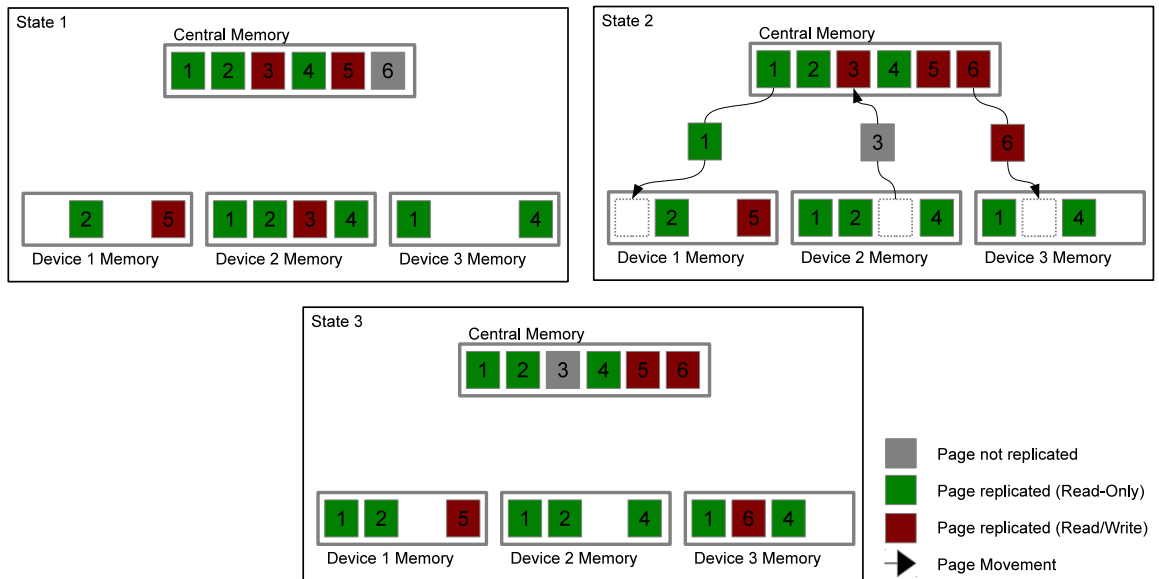 State 1
Central Memory
1 2 3 4 5 6
2 5 1 2 3 4 1 4
Device 1 Memory Device 2 Memory Device 3 Memory
State 2
Central Memory
1 2 3 4 5 6
1 3 6
2 5 1 2 4 1 4
Device 1 Memory Device 2 Memory Device 3 Memory
State 3
Central Memory
1 2 3 4 5 6
1 2 5 1 2 4 1 6 4
Device 1 Memory Device 2 Memory Device 3 Memory
Page not replicated
Page replicated (Read-Only)
Page replicated (Read/Write)
Page Movement